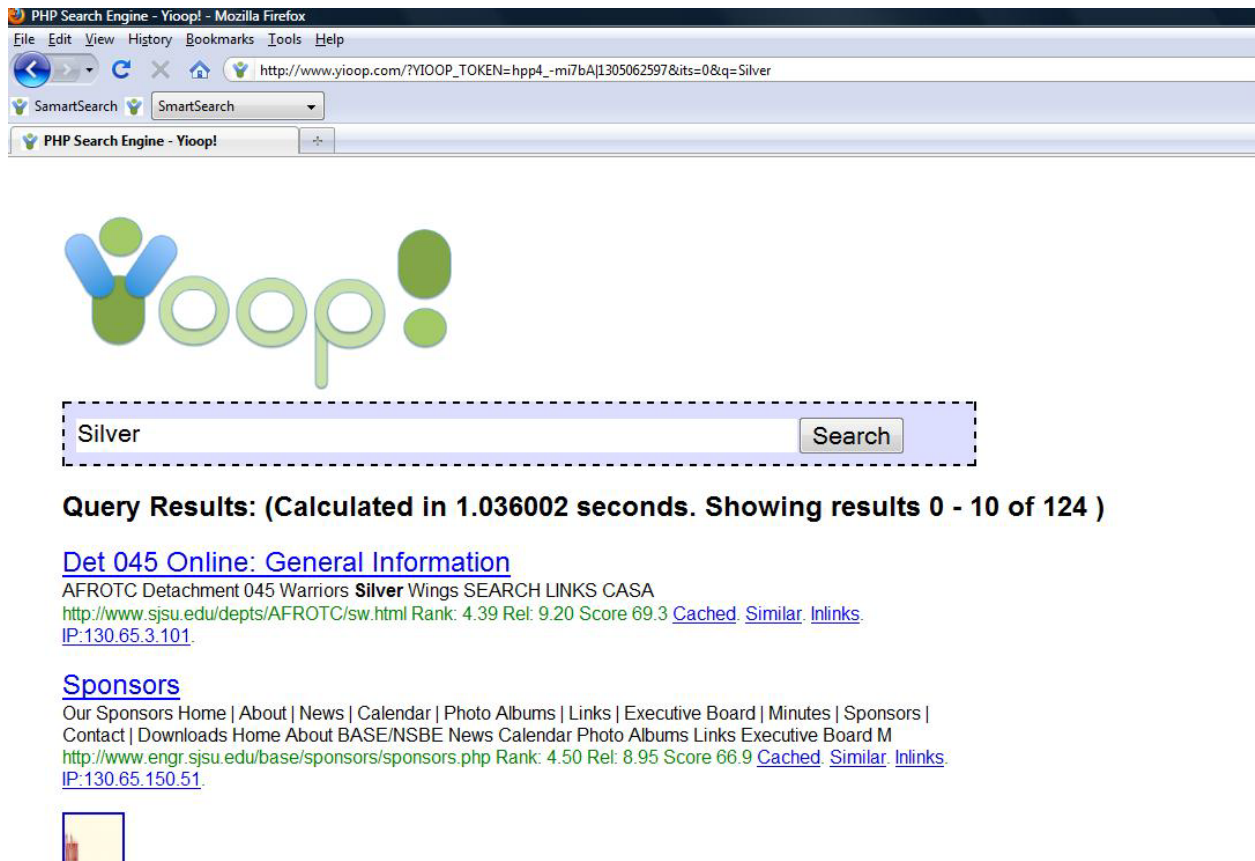 PHP Search Engine - Yioop! - Mozilla Firefox
File Edit View History Bookmarks Tools Help
http://www.yioop.com/?YIOOP_TOKEN=hpp4_-mi7bA|1305062597&its=0&q=Silver
SamartSearch SmartSearch
PHP Search Engine - Yioop!
Yioop!
Silver Search
Query Results: (Calculated in 1.036002 seconds. Showing results 0 - 10 of 124 )
Det 045 Online: General Information
AFROTC Detachment 045 Warriors Silver Wings SEARCH LINKS CASA
http://www.sjsu.edu/depts/AFROTC/sw.html Rank: 4.39 Rel: 9.20 Score 69.3 Cached. Similar. Inlinks.
IP:130.65.3.101.
Sponsors
Our Sponsors Home | About | News | Calendar | Photo Albums | Links | Executive Board | Minutes | Sponsors |
Contact | Downloads Home About BASE/NSBE News Calendar Photo Albums Links Executive Board M
http://www.engr.sjsu.edu/base/sponsors/sponsors.php Rank: 4.50 Rel: 8.95 Score 66.9 Cached. Similar. Inlinks.
IP:130.65.150.51.